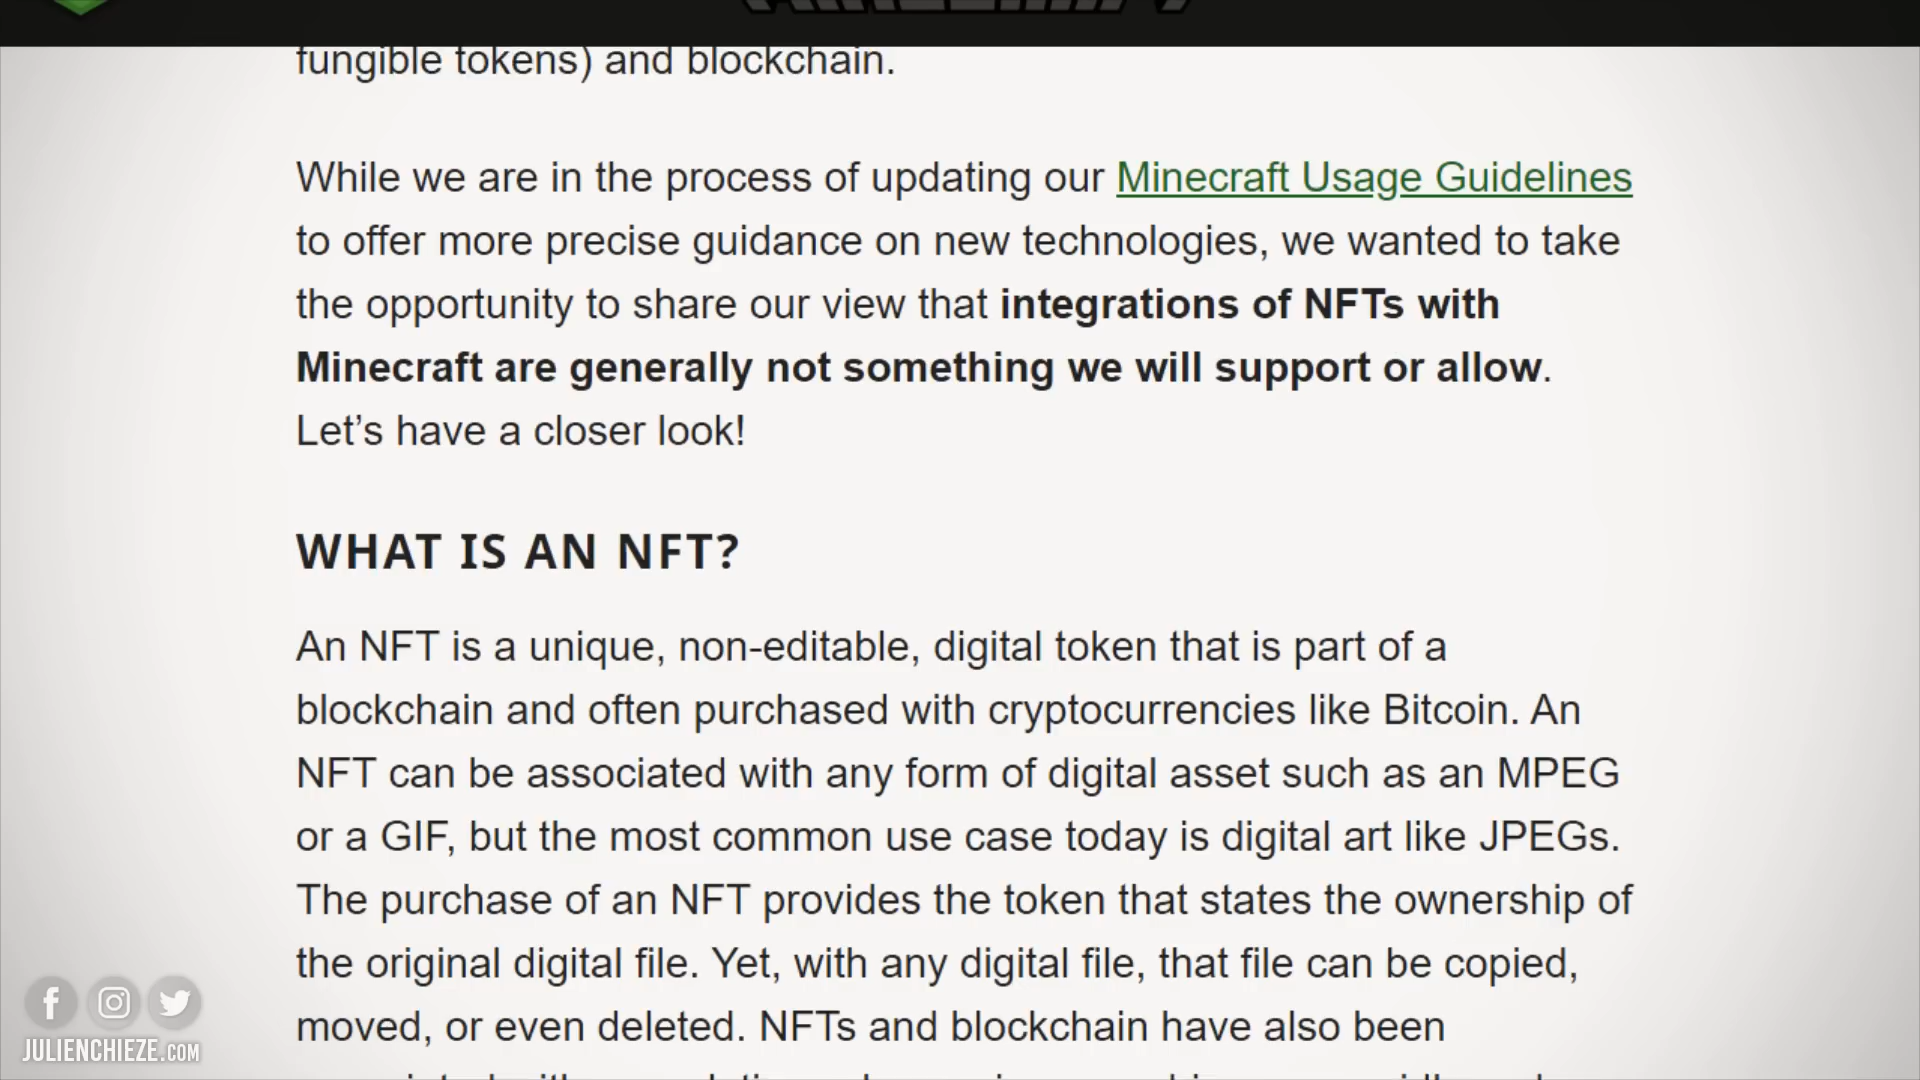 fungible tokens) and blockchain.
While we are in the process of updating our Minecraft Usage Guidelines
to offer more precise guidance on new technologies, we wanted to take
the opportunity to share our view that integrations of NFTs with
Minecraft are generally not something we will support or allow.
Let’s have a closer look!
WHAT IS AN NFT?
An NFT is a unique, non-editable, digital token that is part of a
blockchain and often purchased with cryptocurrencies like Bitcoin. An
NFT can be associated with any form of digital asset such as an MPEG
or a GIF, but the most common use case today is digital art like JPEGs.
The purchase of an NFT provides the token that states the ownership of
the original digital file. Yet, with any digital file, that file can be copied,
moved, or even deleted. NFTs and blockchain have also been
JULIENCHIEZE.COM